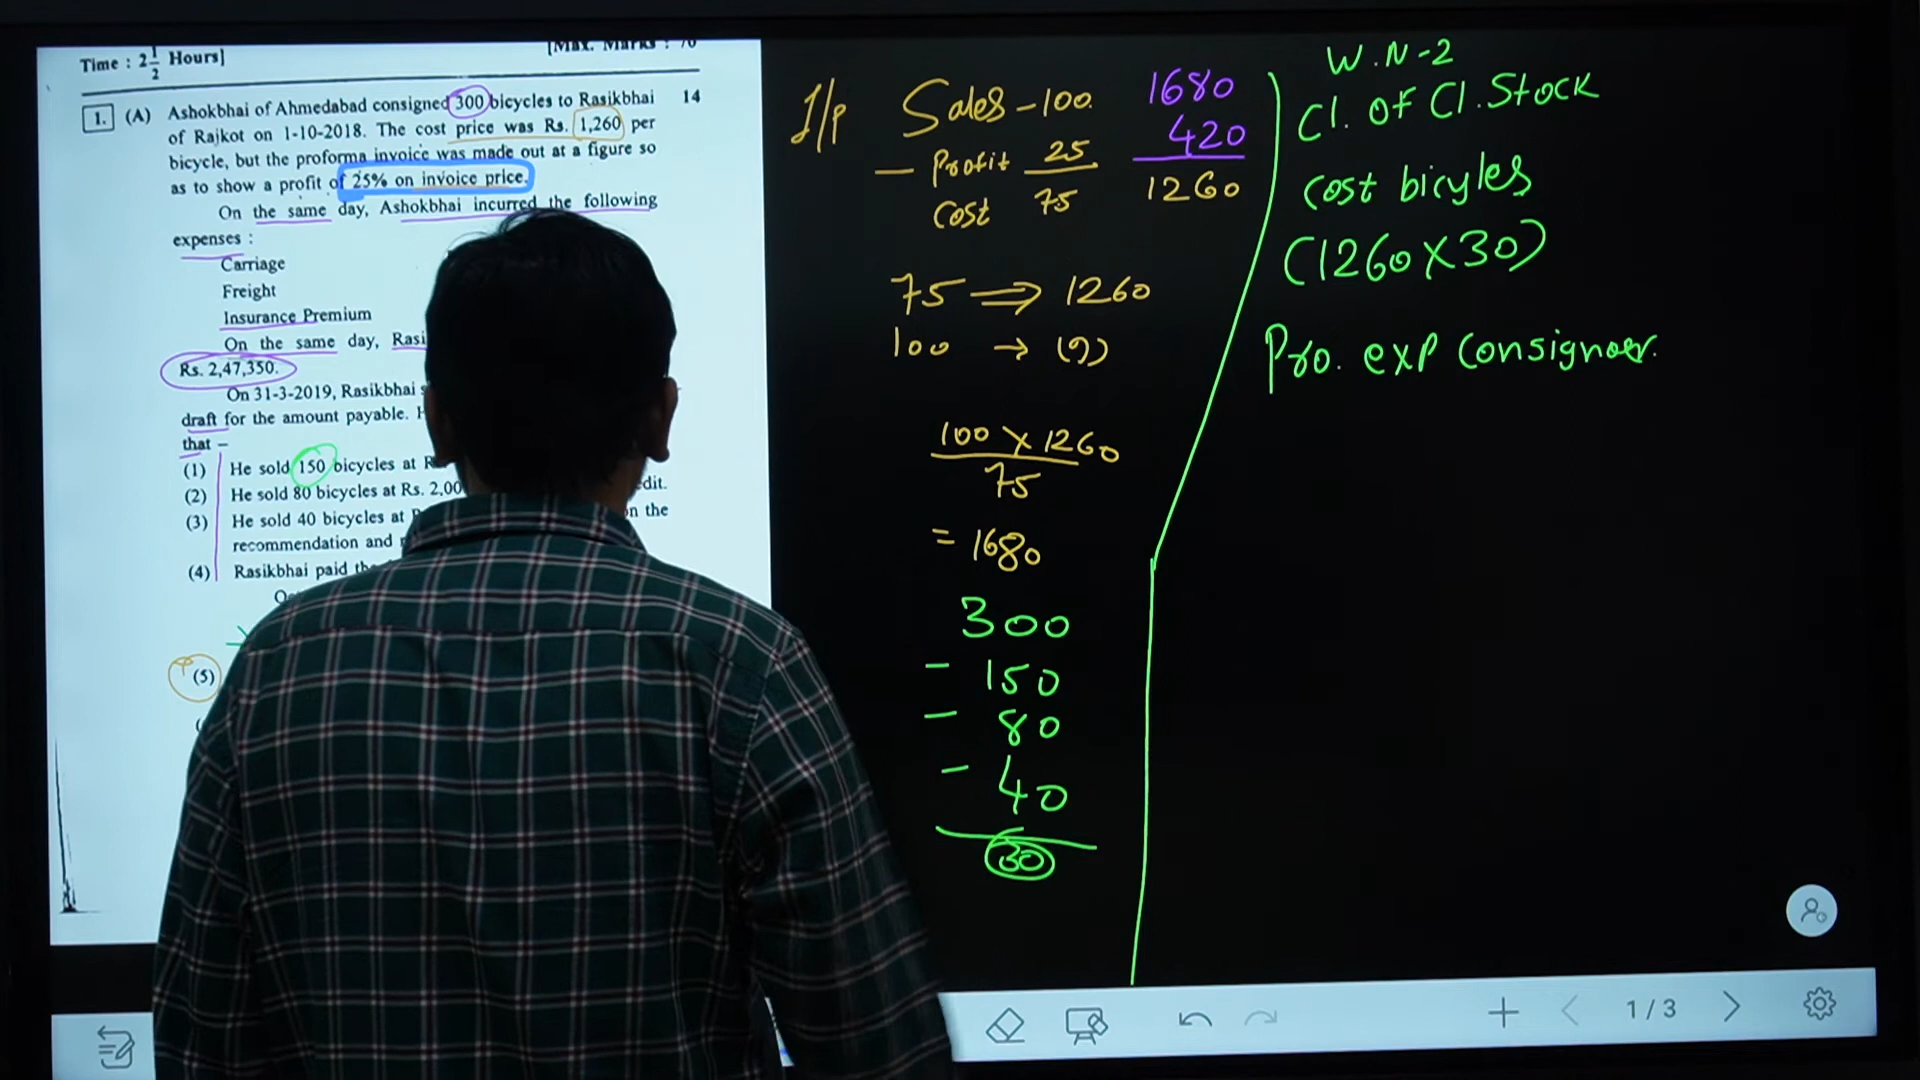 Time : 2 1/2 Hours]
[Max. Marks : 70
1. (A) Ashokbhai of Ahmedabad consigned 300 bicycles to Rasikbhai 14
of Rajkot on 1-10-2018. The cost price was Rs. 1,260 per
bicycle, but the proforma invoice was made out at a figure so
as to show a profit of 25% on invoice price.
On the same day, Ashokbhai incurred the following
expenses :
Carriage
Freight
Insurance Premium
On the same day, Rasi
Rs. 2,47,350.
On 31-3-2019, Rasikbhai
draft for the amount payable.
that –
(1) He sold 150 bicycles at
(2) He sold 80 bicycles at Rs. 2,00 edit.
(3) He sold 40 bicycles at on the
recommendation and
(4) Rasikbhai paid the
(5)
I/p Sales - 100. 1680
- Profit 25 420
Cost 75 1260
75 ⇒ 1260
100 → (?)
100 x 1260
75
= 1680
300
- 150
- 80
- 40
30
W.N-2
Cl. of Cl. Stock
Cost bicyles
(1260 X 30)
Pro. exp Consignoer.
1 / 3